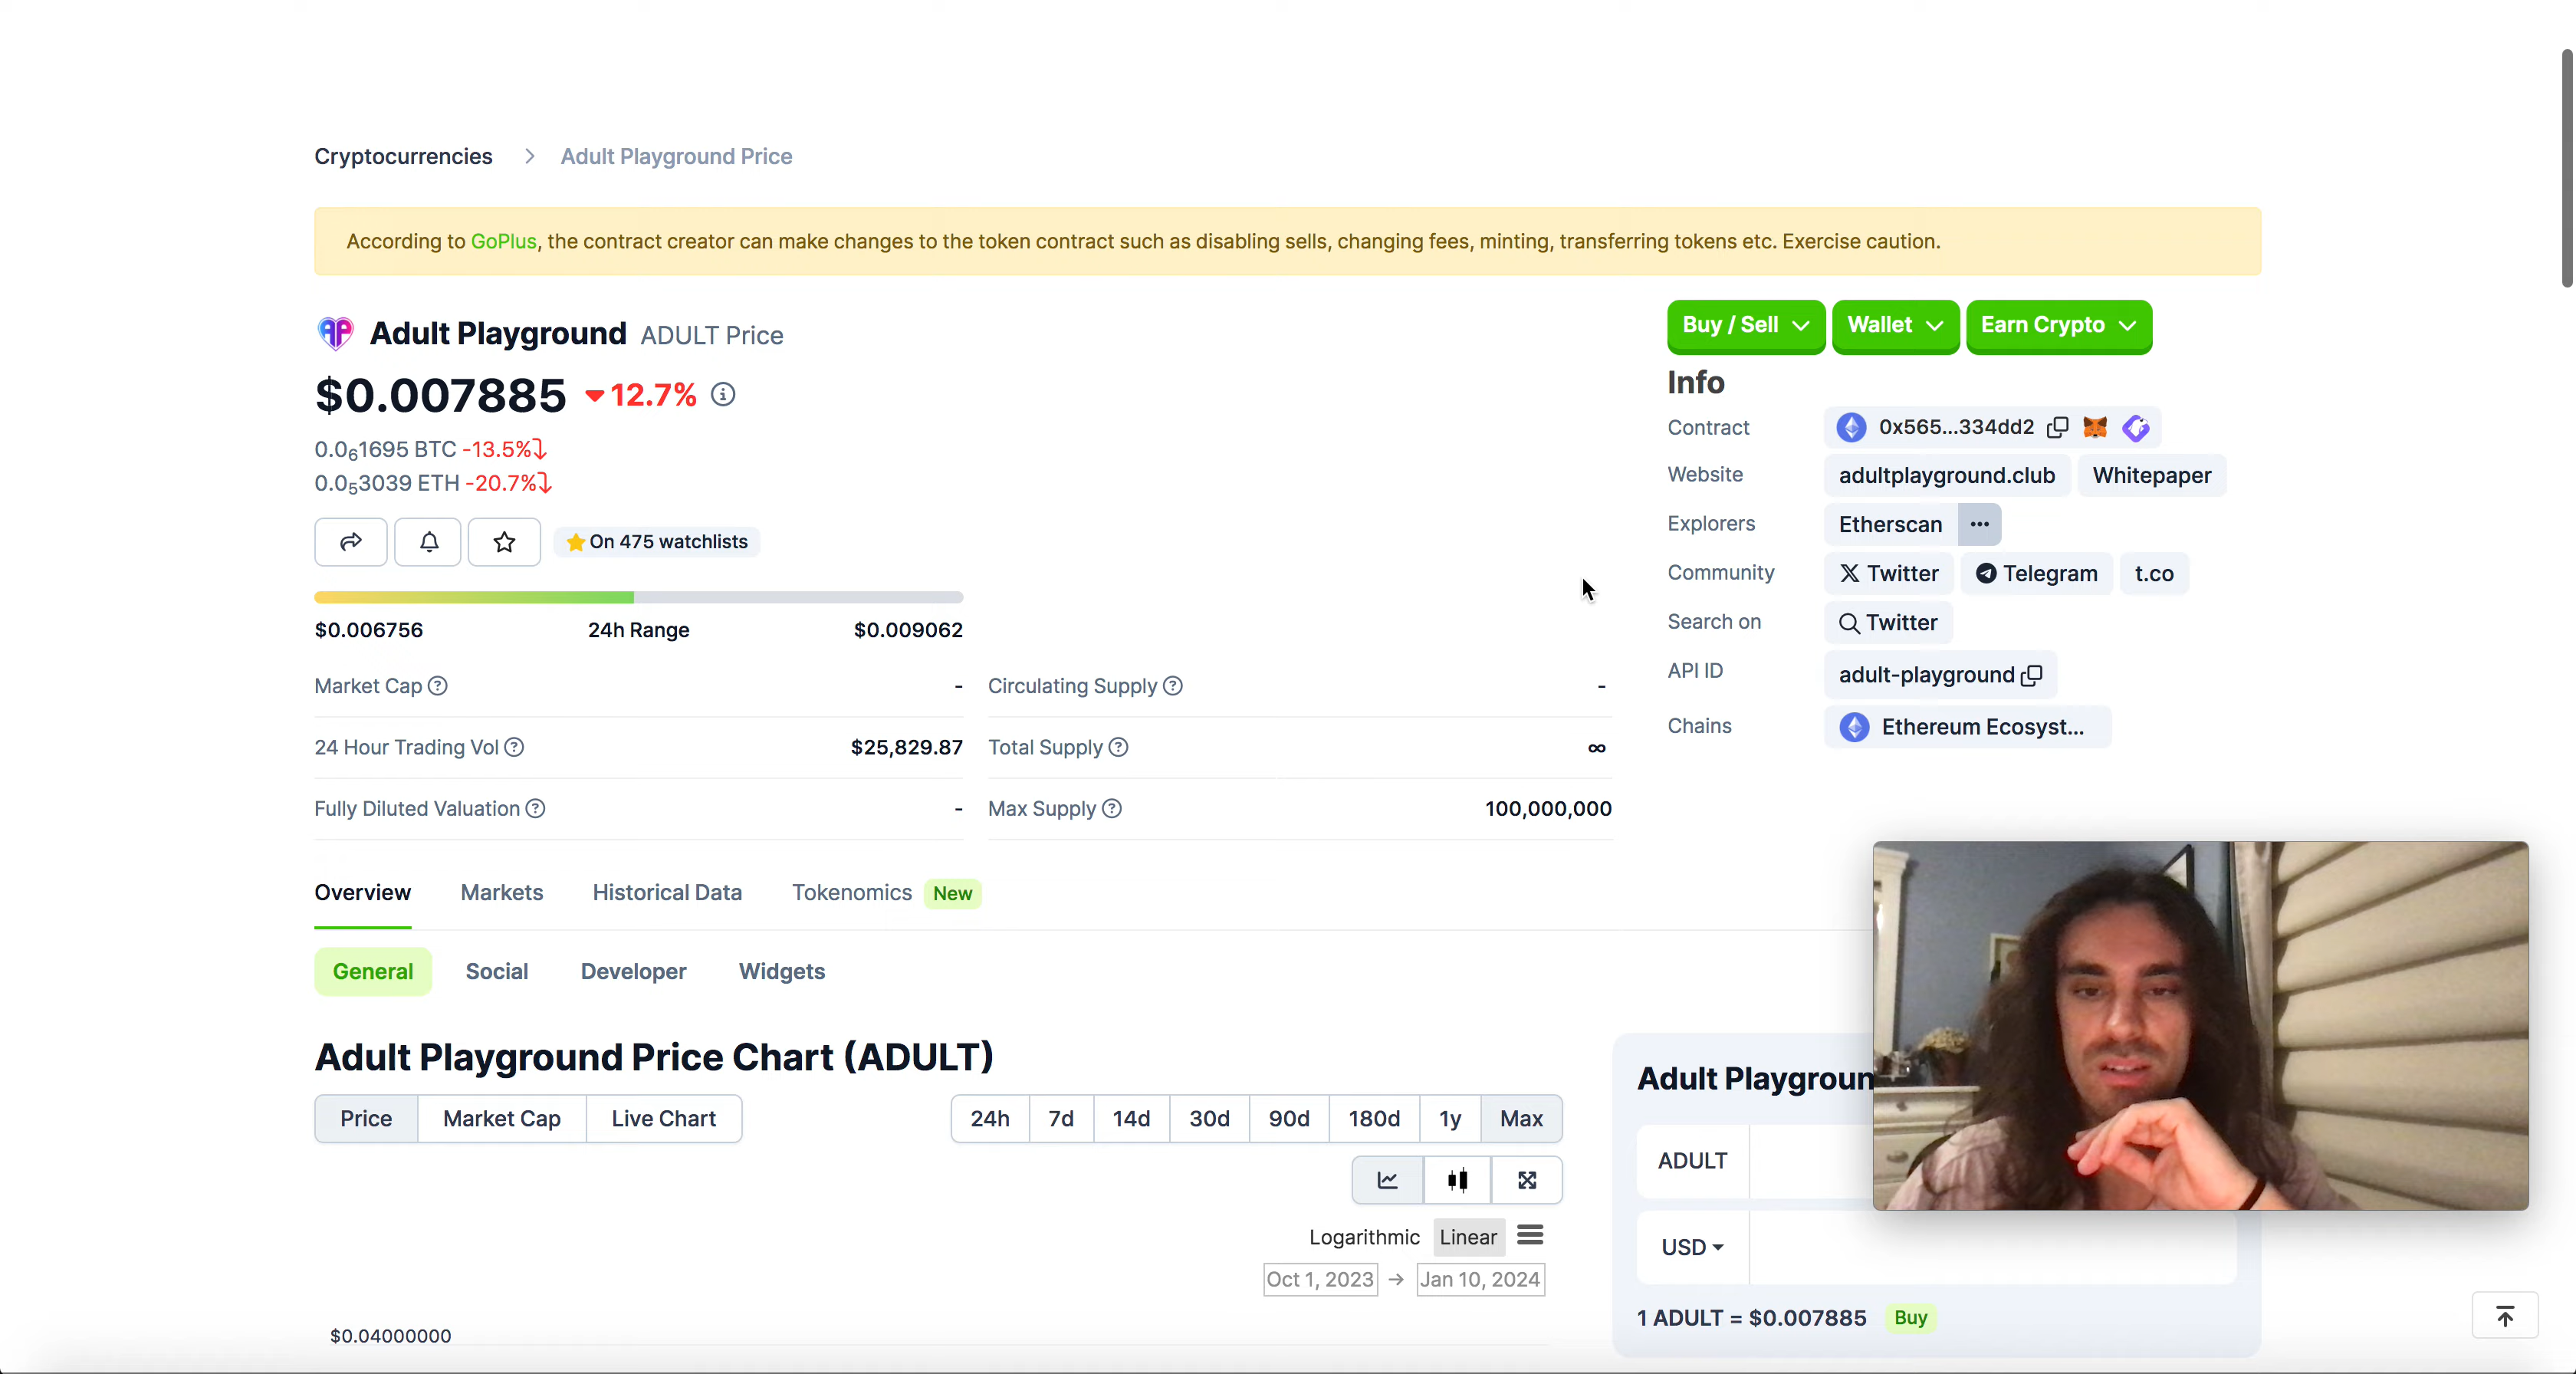 Cryptocurrencies > Adult Playground Price
According to GoPlus, the contract creator can make changes to the token contract such as disabling sells, changing fees, minting, transferring tokens etc. Exercise caution.
Adult Playground ADULT Price
$0.007885 12.7%
0.0₆1695 BTC -13.5%
0.0₅3039 ETH -20.7%
On 475 watchlists
$0.006756 24h Range $0.009062
Market Cap -
Circulating Supply -
24 Hour Trading Vol $25,829.87
Total Supply ∞
Fully Diluted Valuation -
Max Supply 100,000,000
Buy / Sell Wallet Earn Crypto
Info
Contract 0x565...334dd2
Website adultplayground.club Whitepaper
Explorers Etherscan ...
Community Twitter Telegram t.co
Search on Twitter
API ID adult-playground
Chains Ethereum Ecosyst...
Overview Markets Historical Data Tokenomics New
General Social Developer Widgets
Adult Playground Price Chart (ADULT)
Price Market Cap Live Chart
24h 7d 14d 30d 90d 180d 1y Max
Logarithmic Linear
Oct 1, 2023 → Jan 10, 2024
$0.04000000
Adult Playgroun
ADULT
USD
1 ADULT = $0.007885 Buy